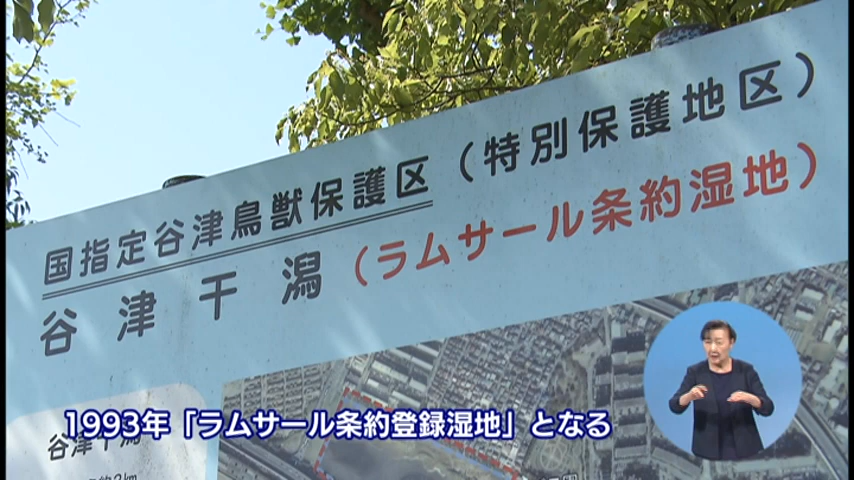 国指定谷津鳥獣保護区（特別保護地区）
谷津干潟（ラムサール条約湿地）
谷津干潟
1993年「ラムサール条約登録湿地」となる